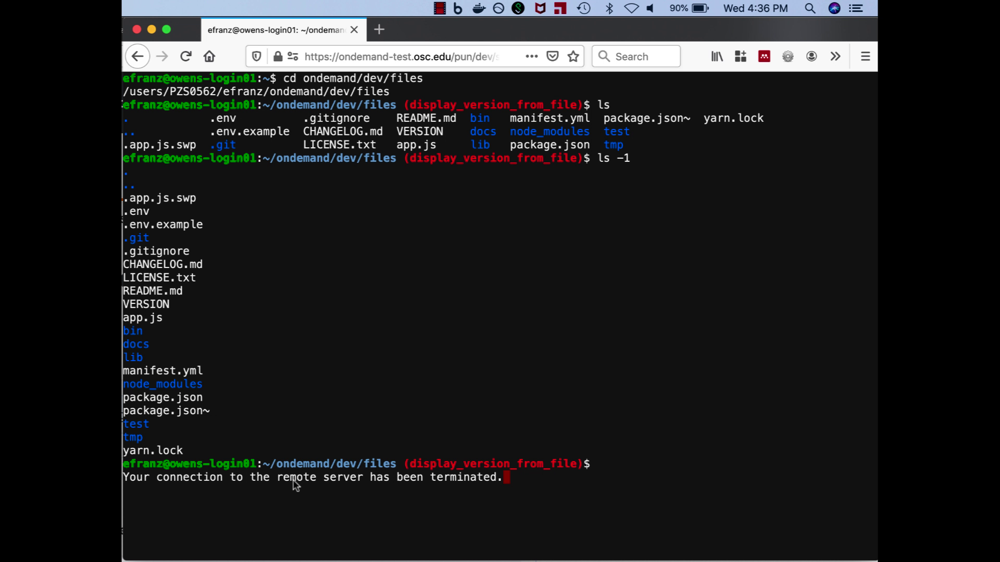 90% Wed 4:36 PM
efranz@owens-login01: ~/ondeman
https://ondemand-test.osc.edu/pun/dev/s
Search
efranz@owens-login01:~$ cd ondemand/dev/files
/users/PZS0562/efranz/ondemand/dev/files
efranz@owens-login01:~/ondemand/dev/files (display_version_from_file)$ ls
. .env .gitignore README.md bin manifest.yml package.json~ yarn.lock
.. .env.example CHANGELOG.md VERSION docs node_modules test
.app.js.swp .git LICENSE.txt app.js lib package.json tmp
efranz@owens-login01:~/ondemand/dev/files (display_version_from_file)$ ls -1
.
..
.app.js.swp
.env
.env.example
.git
.gitignore
CHANGELOG.md
LICENSE.txt
README.md
VERSION
app.js
bin
docs
lib
manifest.yml
node_modules
package.json
package.json~
test
tmp
yarn.lock
efranz@owens-login01:~/ondemand/dev/files (display_version_from_file)$
Your connection to the remote server has been terminated.